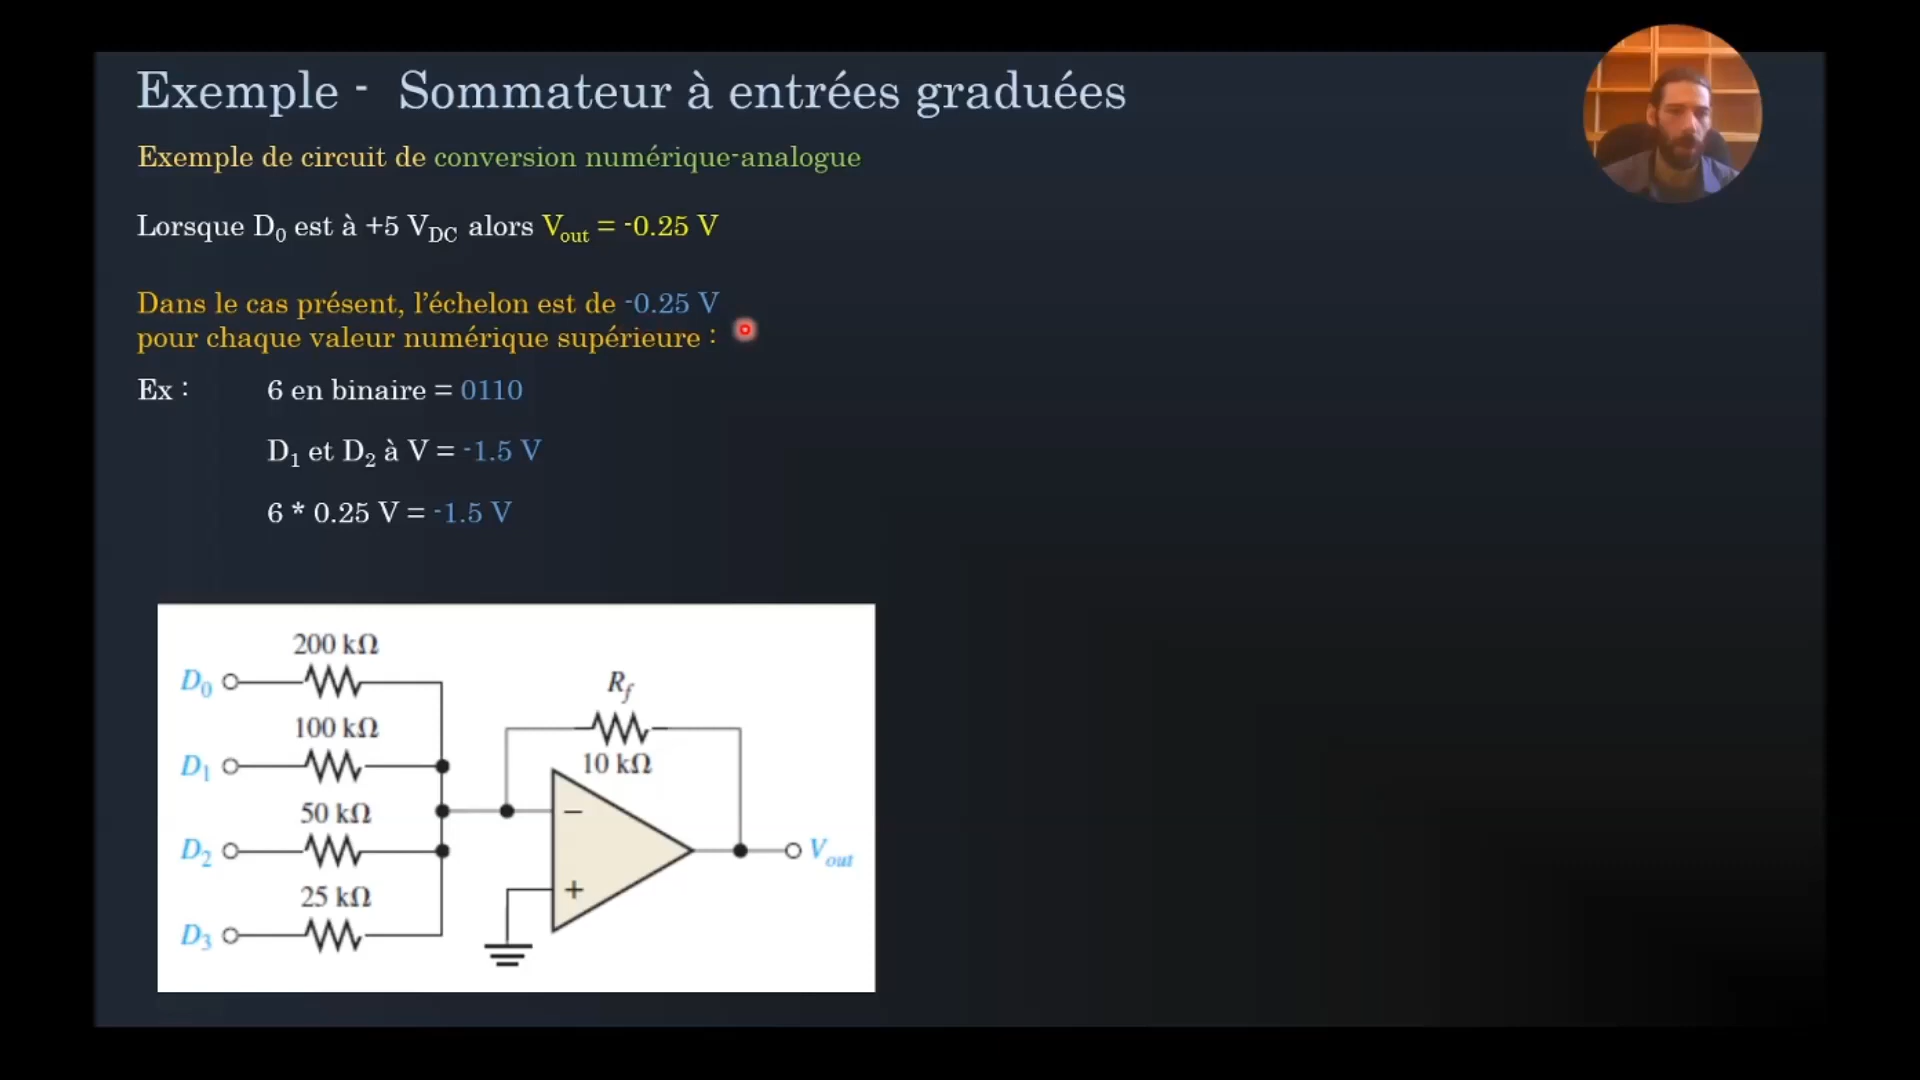 Exemple - Sommateur à entrées graduées
Exemple de circuit de conversion numérique-analogue
Lorsque D0 est à +5 VDC alors Vout = -0.25 V
Dans le cas présent, l'échelon est de -0.25 V
pour chaque valeur numérique supérieure :
Ex : 6 en binaire = 0110
D1 et D2 à V = -1.5 V
6 * 0.25 V = -1.5 V
200 kΩ
D0
Rf
100 kΩ
D1
10 kΩ
50 kΩ
−
D2
Vout
+
25 kΩ
D3